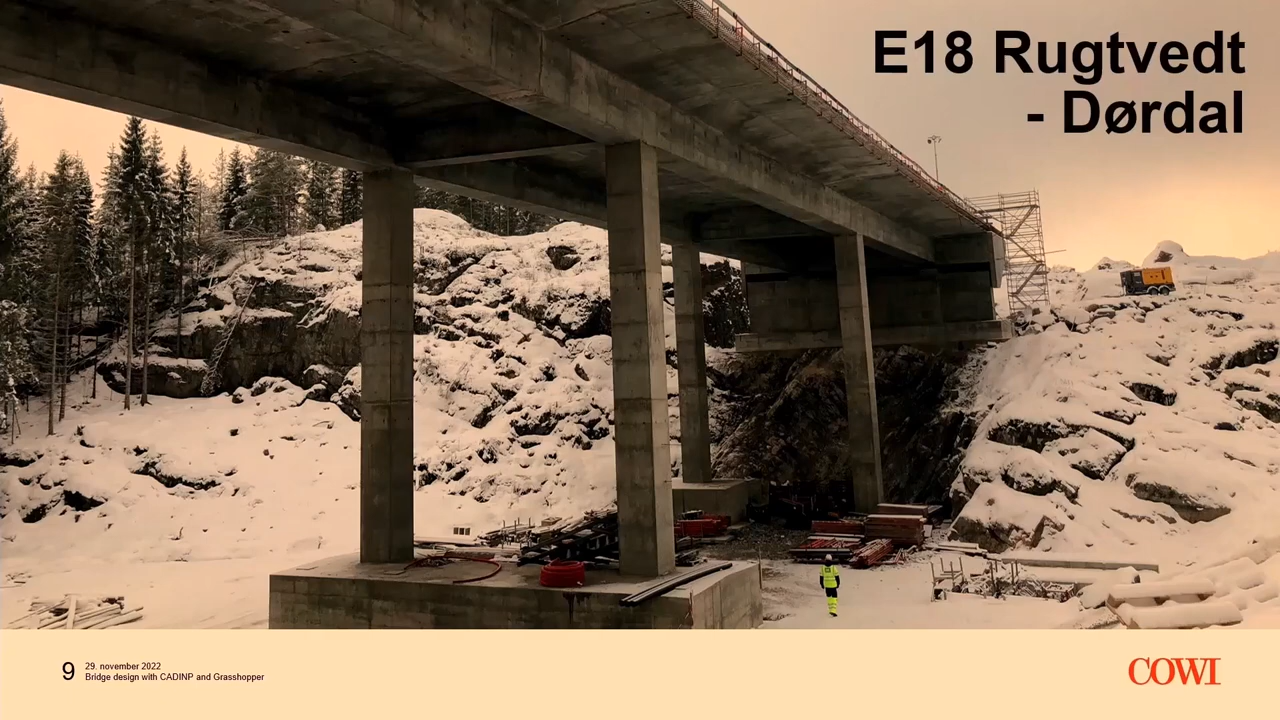 E18 Rugtvedt
- Dørdal
9
29. november 2022
Bridge design with CADINP and Grasshopper
COWI